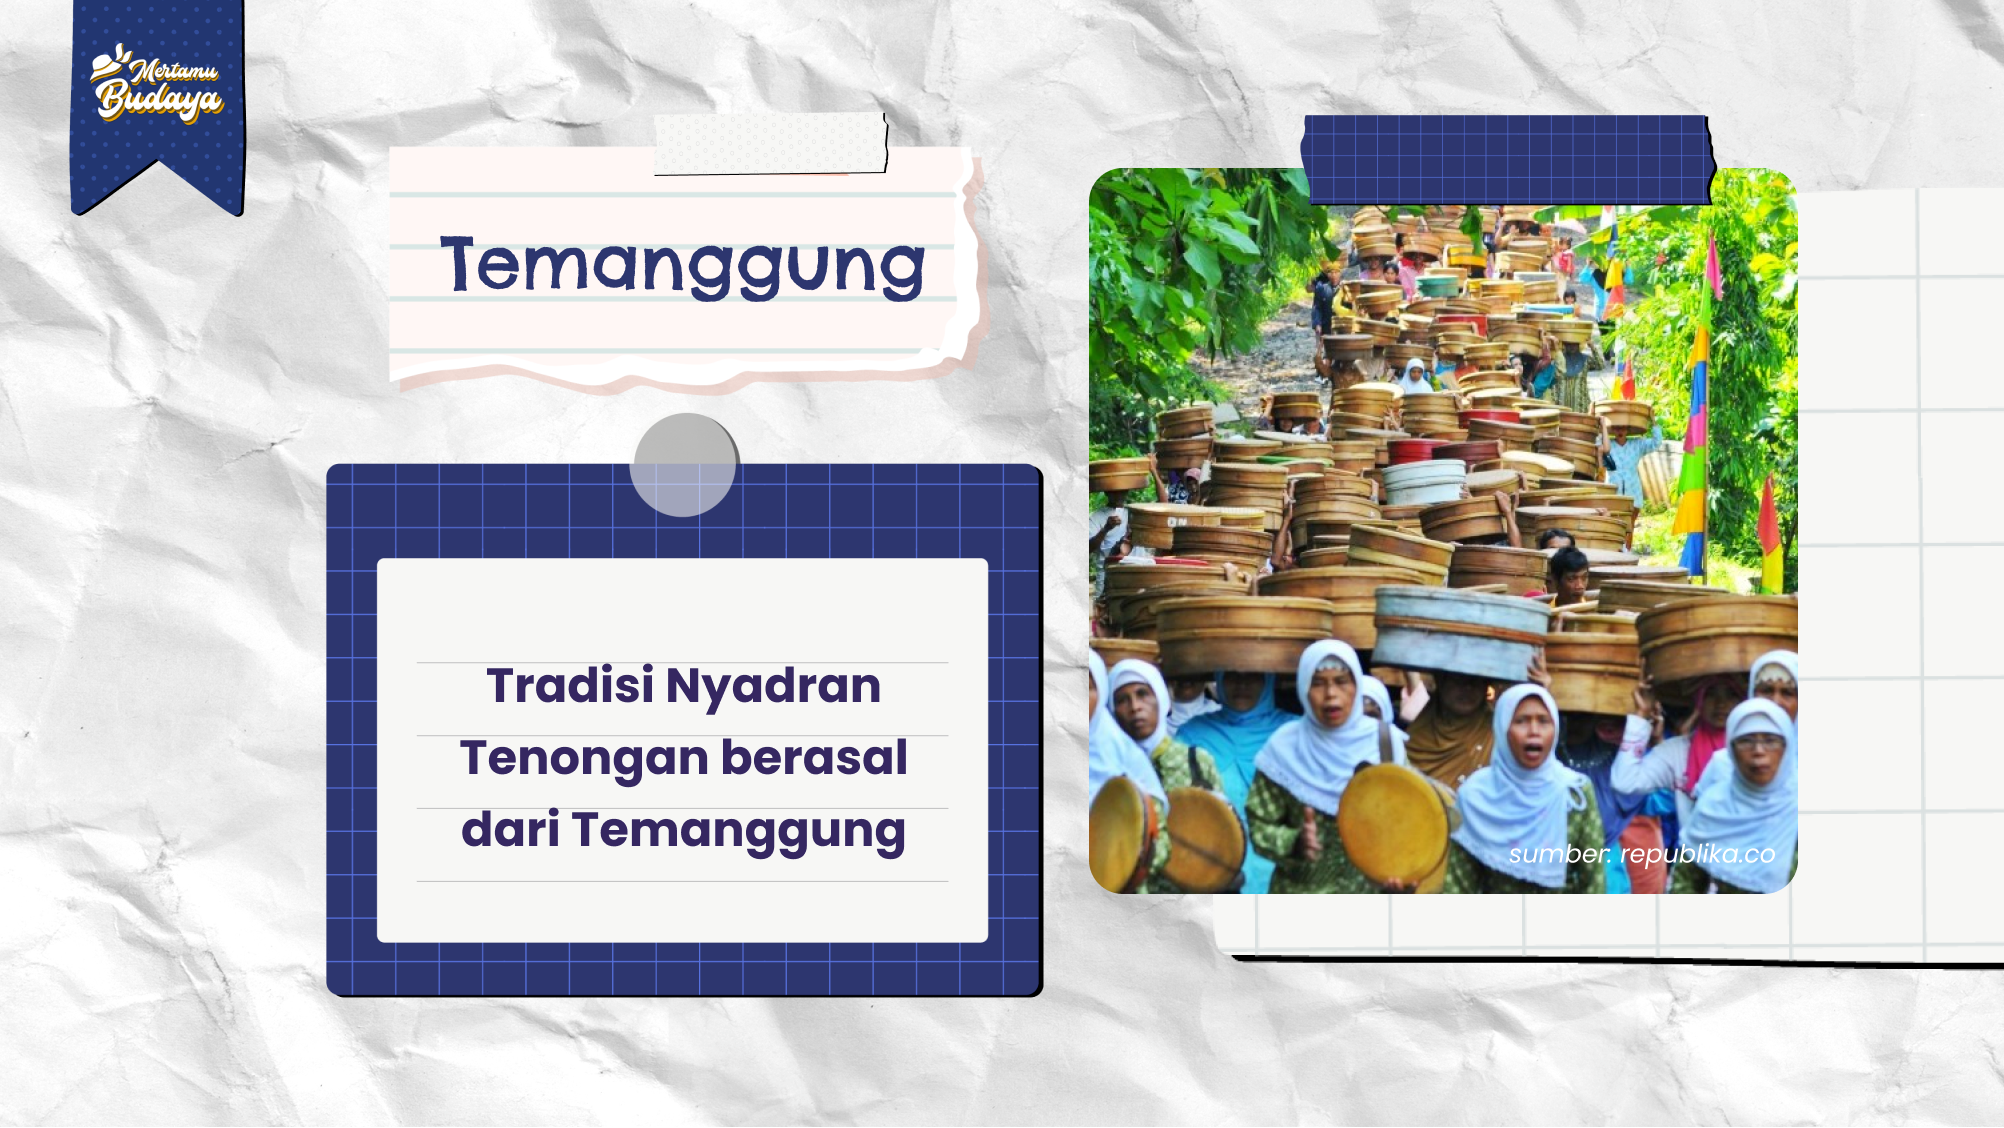 Mertamu
Budaya
Temanggung
Tradisi Nyadran
Tenongan berasal
dari Temanggung
sumber: republika.co